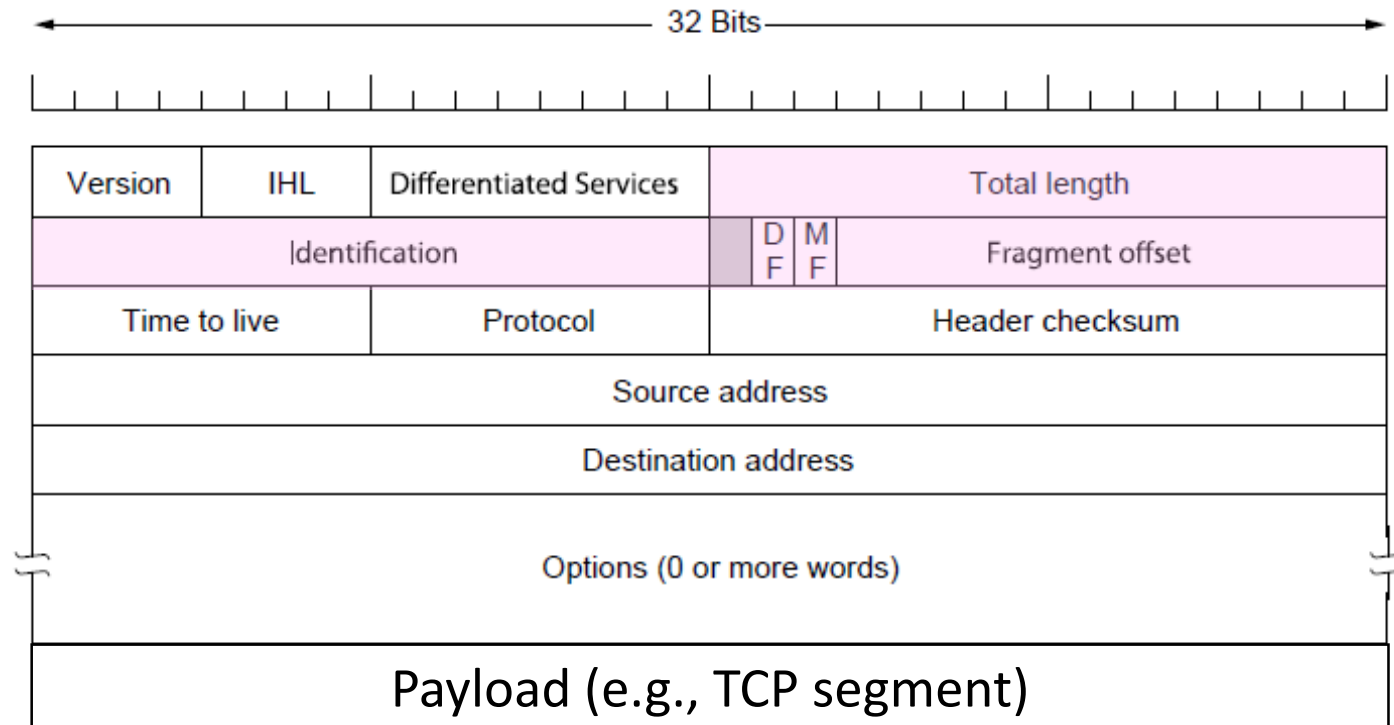 32 Bits
Version IHL Differentiated Services Total length
Identification D F M F Fragment offset
Time to live Protocol Header checksum
Source address
Destination address
Options (0 or more words)
Payload (e.g., TCP segment)